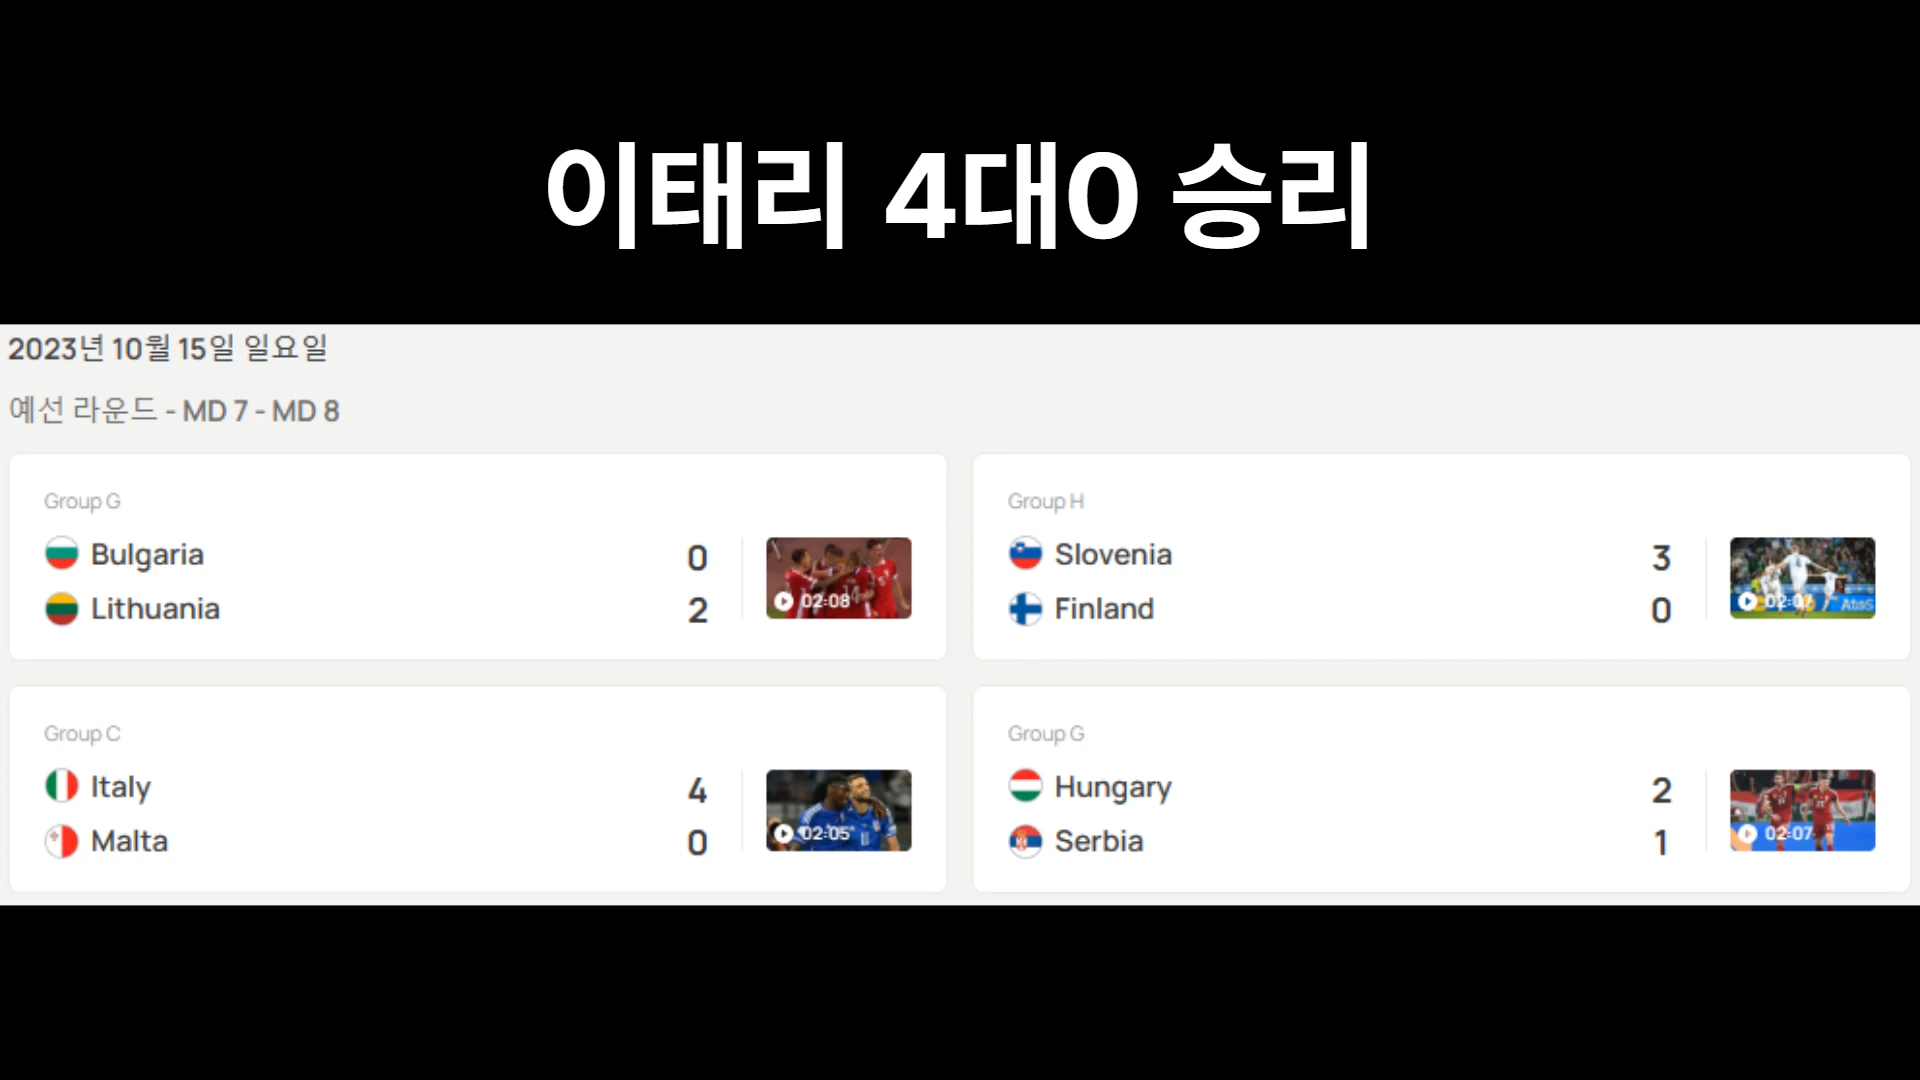 이태리 4대0 승리
2023년 10월 15일 일요일
예선 라운드 - MD 7 - MD 8
Group G
Bulgaria 0
Lithuania 2
02:08
Group H
Slovenia 3
Finland 0
02:07
AtaS
Group C
Italy 4
Malta 0
02:05
Group G
Hungary 2
Serbia 1
02:07